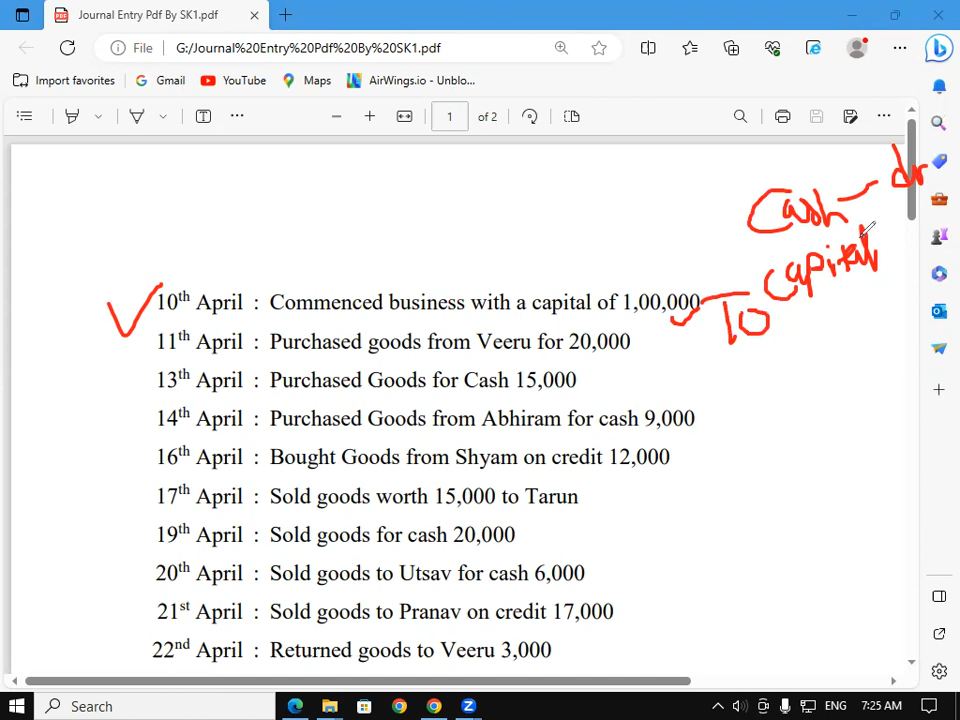 Journal Entry Pdf By SK1.pdf
File G:/Journal%20Entry%20Pdf%20By%20SK1.pdf
Import favorites Gmail YouTube Maps AirWings.io - Unblo...
1 of 2
Cash - dr
To Capital
10th April : Commenced business with a capital of 1,00,000
11th April : Purchased goods from Veeru for 20,000
13th April : Purchased Goods for Cash 15,000
14th April : Purchased Goods from Abhiram for cash 9,000
16th April : Bought Goods from Shyam on credit 12,000
17th April : Sold goods worth 15,000 to Tarun
19th April : Sold goods for cash 20,000
20th April : Sold goods to Utsav for cash 6,000
21st April : Sold goods to Pranav on credit 17,000
22nd April : Returned goods to Veeru 3,000
Search ENG 7:25 AM